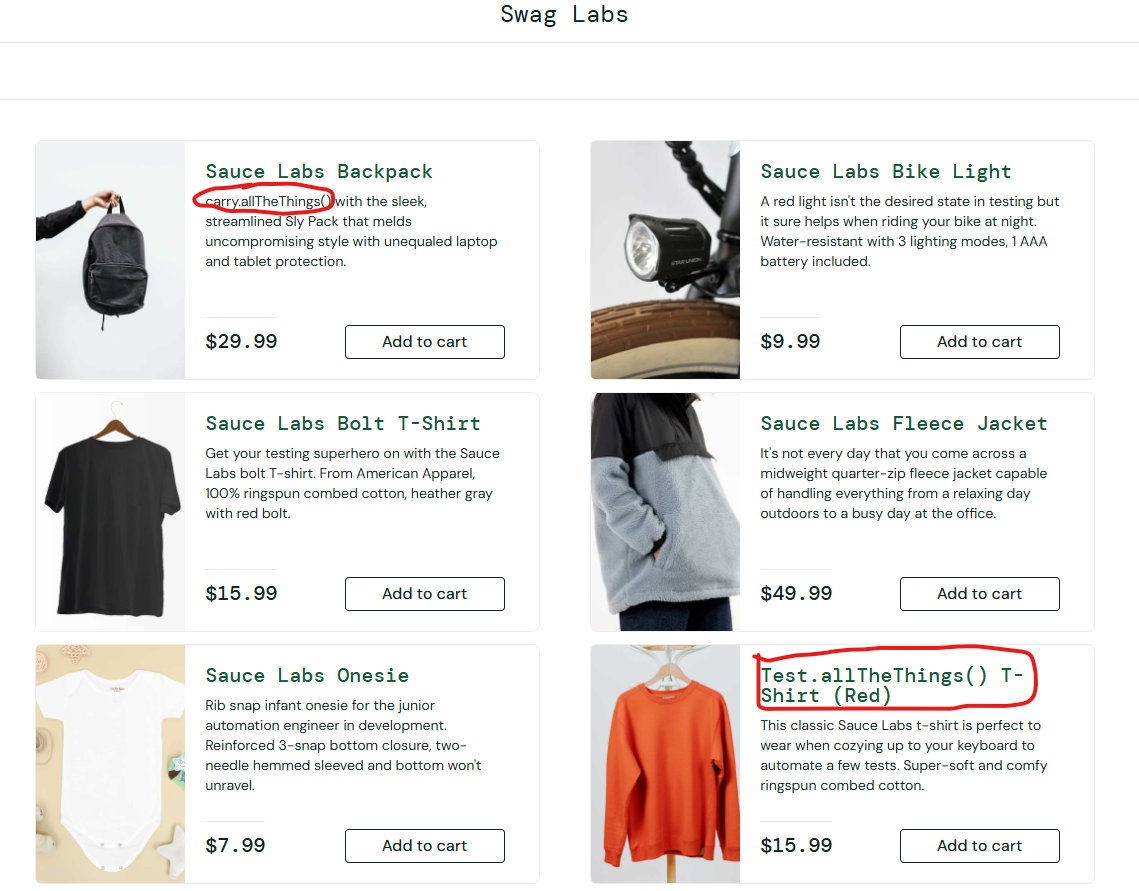 Swag Labs
Sauce Labs Backpack
carry.allTheThings() with the sleek,
streamlined Sly Pack that melds
uncompromising style with unequaled laptop
and tablet protection.
$29.99
Add to cart
Sauce Labs Bike Light
A red light isn't the desired state in testing but
it sure helps when riding your bike at night.
Water-resistant with 3 lighting modes, 1 AAA
battery included.
$9.99
Add to cart
Sauce Labs Bolt T-Shirt
Get your testing superhero on with the Sauce
Labs bolt T-shirt. From American Apparel,
100% ringspun combed cotton, heather gray
with red bolt.
$15.99
Add to cart
Sauce Labs Fleece Jacket
It's not every day that you come across a
midweight quarter-zip fleece jacket capable
of handling everything from a relaxing day
outdoors to a busy day at the office.
$49.99
Add to cart
Sauce Labs Onesie
Rib snap infant onesie for the junior
automation engineer in development.
Reinforced 3-snap bottom closure, two-
needle hemmed sleeved and bottom won't
unravel.
$7.99
Add to cart
Test.allTheThings() T-
Shirt (Red)
This classic Sauce Labs t-shirt is perfect to
wear when cozying up to your keyboard to
automate a few tests. Super-soft and comfy
ringspun combed cotton.
$15.99
Add to cart